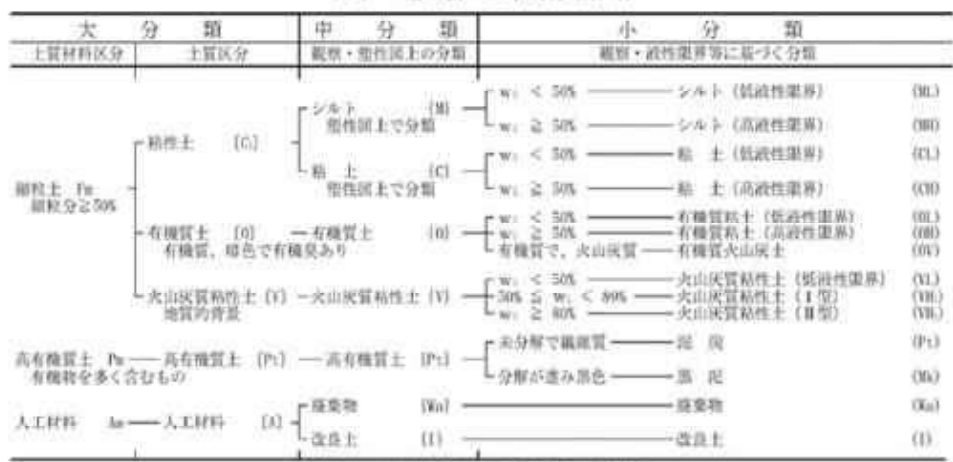 大　分　類　中　分　類　小　分　類
土質材料区分　土質区分　観察・塑性図上の分類　観察・液性限界等に基づく分類
w < 50% シルト（低液性限界） (ML)
シルト [M]
塑性図上で分類
w ≧ 50% シルト（高液性限界） (MH)
粘性土
w < 50% 粘　土（低液性限界） (CL)
粘　土 [C]
塑性図上で分類
w ≧ 50% 粘　土（高液性限界） (CH)
細粒土 Fm
細粒分≧50%
w < 50% 有機質粘土（低液性限界） (OL)
有機質土 [O] 有機質土 [O] w ≧ 50% 有機質粘土（高液性限界） (OH)
有機質, 暗色で有機臭あり 有機質で, 火山灰質 有機質火山灰土 (OV)
w < 50% 火山灰質粘性土（低液性限界） (VL)
火山灰質粘性土 [V] 火山灰質粘性土 [V] 50% ≦ w < 80% 火山灰質粘性土（Ⅰ型）
地質的背景 w ≧ 80% 火山灰質粘性土（Ⅱ型）
未分解で繊維質 泥　炭 (Pt)
高有機質土 Pm 高有機質土 [Pt] 高有機質土 [Pt]
有機物を多く含むもの 分解が進み黒色 黒　泥 (Mk)
廃棄物 [Wa] 廃棄物 (Wa)
人工材料 Am 人工材料 [A]
改良土 [I] 改良土 (I)